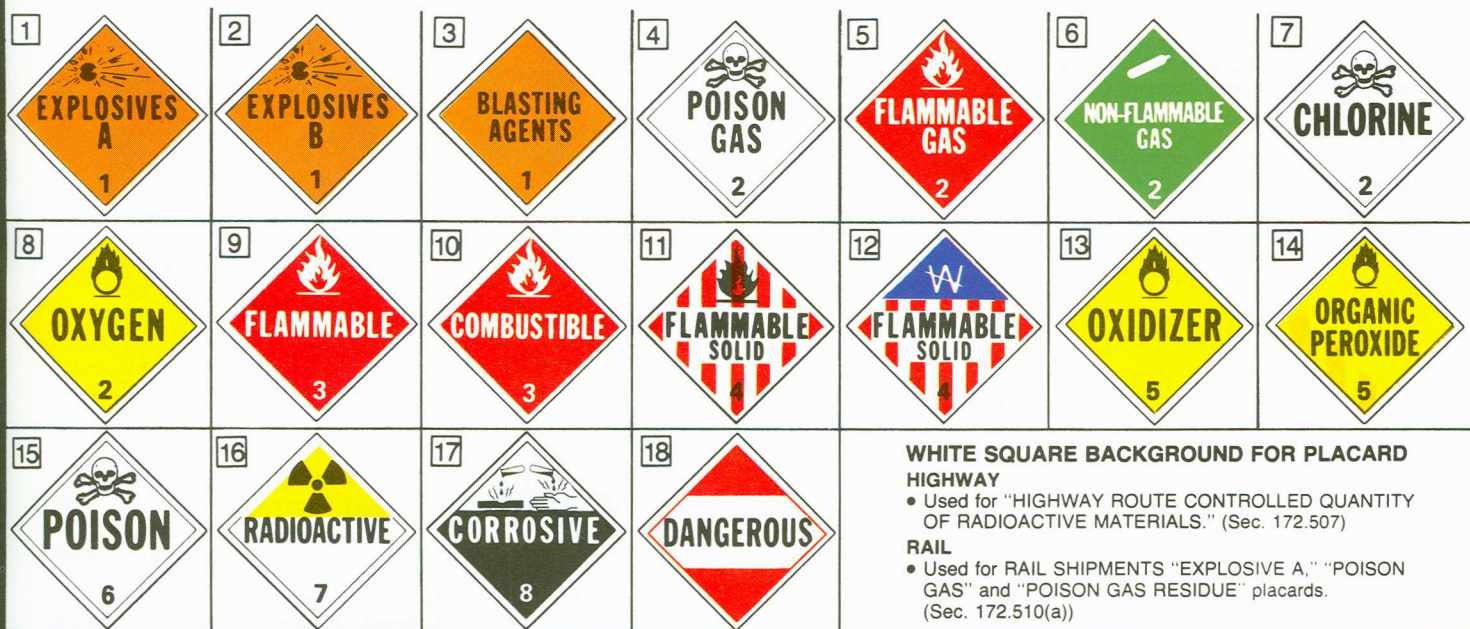 1
EXPLOSIVES
A
1
2
EXPLOSIVES
B
1
3
BLASTING
AGENTS
1
4
POISON
GAS
2
5
FLAMMABLE
GAS
2
6
NON-FLAMMABLE
GAS
2
7
CHLORINE
2
8
OXYGEN
2
9
FLAMMABLE
3
10
COMBUSTIBLE
3
11
FLAMMABLE
SOLID
4
12
W
FLAMMABLE
SOLID
4
13
OXIDIZER
5
14
ORGANIC
PEROXIDE
5
15
POISON
6
16
RADIOACTIVE
7
17
CORROSIVE
8
18
DANGEROUS
WHITE SQUARE BACKGROUND FOR PLACARD
HIGHWAY
• Used for "HIGHWAY ROUTE CONTROLLED QUANTITY
OF RADIOACTIVE MATERIALS." (Sec. 172.507)
RAIL
• Used for RAIL SHIPMENTS "EXPLOSIVE A," "POISON
GAS" and "POISON GAS RESIDUE" placards.
(Sec. 172.510(a))